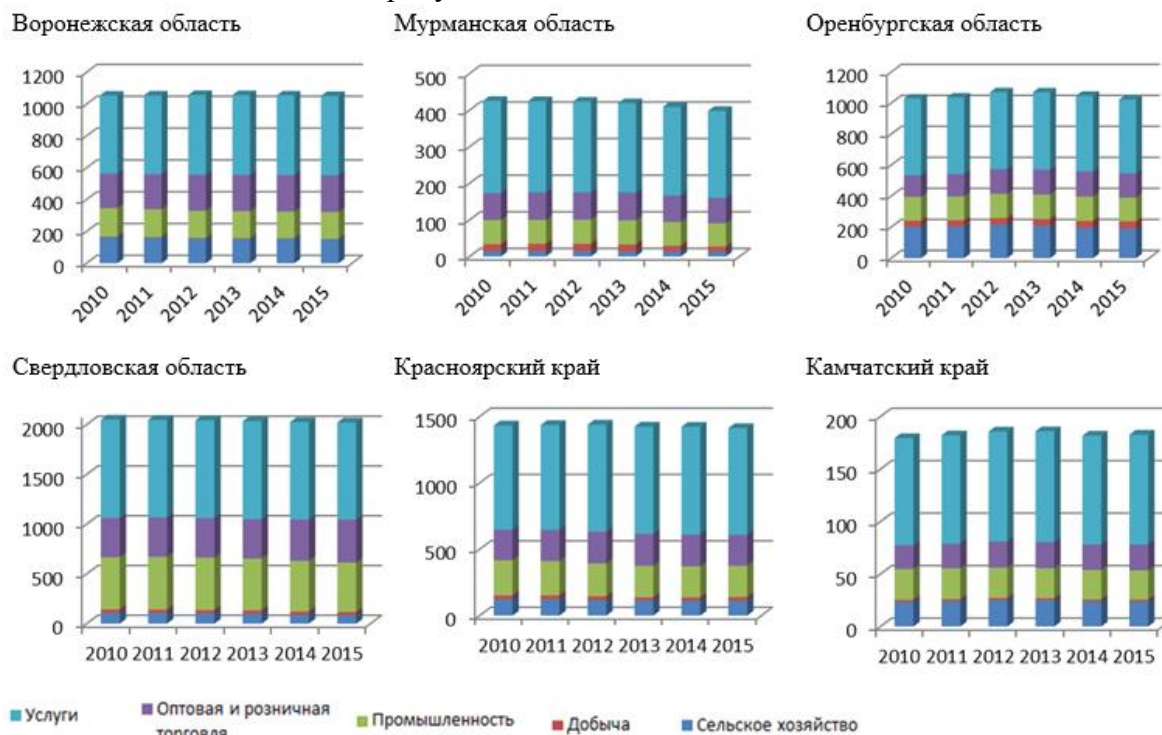 Воронежская область
Мурманская область
Оренбургская область
1200
1000
800
600
400
200
0
2010 2011 2012 2013 2014 2015
500
400
300
200
100
0
2010 2011 2012 2013 2014 2015
1200
1000
800
600
400
200
0
2010 2011 2012 2013 2014 2015
Свердловская область
Красноярский край
Камчатский край
2000
1500
1000
500
0
2010 2011 2012 2013 2014 2015
1500
1000
500
0
2010 2011 2012 2013 2014 2015
200
150
100
50
0
2010 2011 2012 2013 2014 2015
Услуги
Оптовая и розничная
торговля
Промышленность
Добыча
Сельское хозяйство